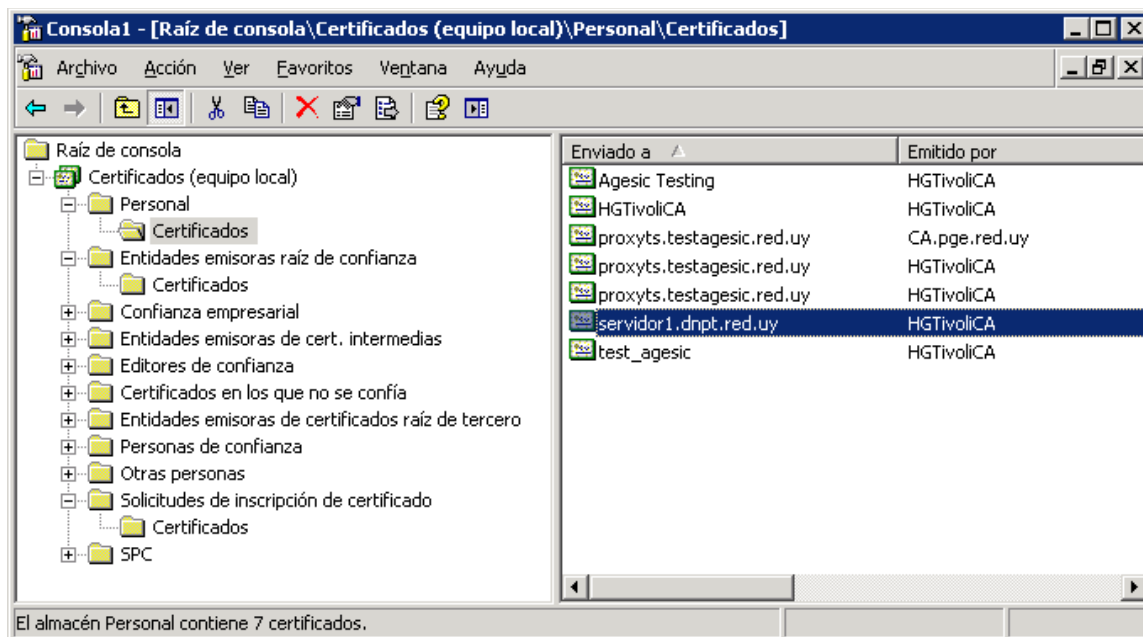 Consola1 - [Raíz de consola\Certificados (equipo local)\Personal\Certificados]
Archivo Acción Ver Favoritos Ventana Ayuda
Raíz de consola
Certificados (equipo local)
Personal
Certificados
Entidades emisoras raíz de confianza
Certificados
Confianza empresarial
Entidades emisoras de cert. intermedias
Editores de confianza
Certificados en los que no se confía
Entidades emisoras de certificados raíz de tercero
Personas de confianza
Otras personas
Solicitudes de inscripción de certificado
Certificados
SPC
Enviado a Emitido por
Agesic Testing HGTivoliCA
HGTivoliCA HGTivoliCA
proxyts.testagesic.red.uy CA.pge.red.uy
proxyts.testagesic.red.uy HGTivoliCA
proxyts.testagesic.red.uy HGTivoliCA
servidor1.dnpt.red.uy HGTivoliCA
test_agesic HGTivoliCA
El almacén Personal contiene 7 certificados.